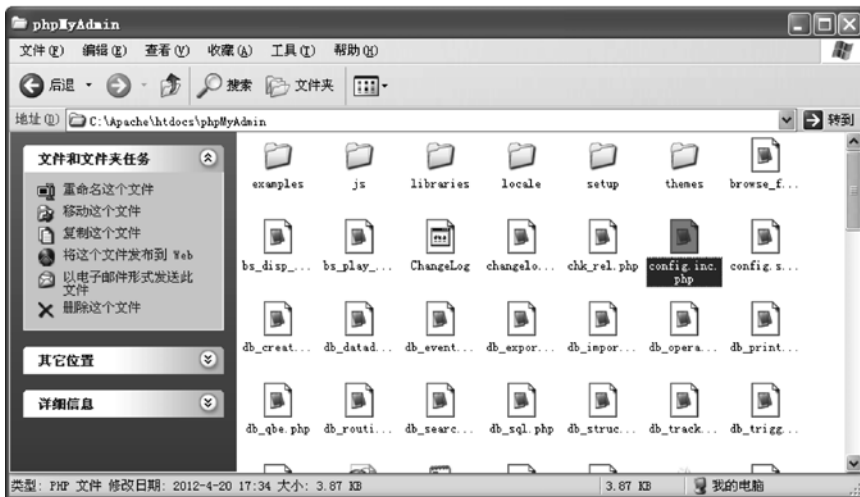 phpMyAdmin
文件(F) 编辑(E) 查看(V) 收藏(A) 工具(T) 帮助(H)
后退 搜索 文件夹
地址(D) C:\Apache\htdocs\phpMyAdmin 转到
文件和文件夹任务
重命名这个文件
移动这个文件
复制这个文件
将这个文件发布到 Web
以电子邮件形式发送此
文件
删除这个文件
其它位置
详细信息
examples js libraries locale setup themes browse_f...
bs_disp_... bs_play_... ChangeLog changelo... chk_rel.php config.inc.
php config.s...
db_creat... db_datad... db_event... db_expor... db_impor... db_opera... db_print...
db_qbe.php db_routi... db_searc... db_sql.php db_struc... db_track... db_trigg...
类型: PHP 文件 修改日期: 2012-4-20 17:34 大小: 3.87 KB 3.87 KB 我的电脑